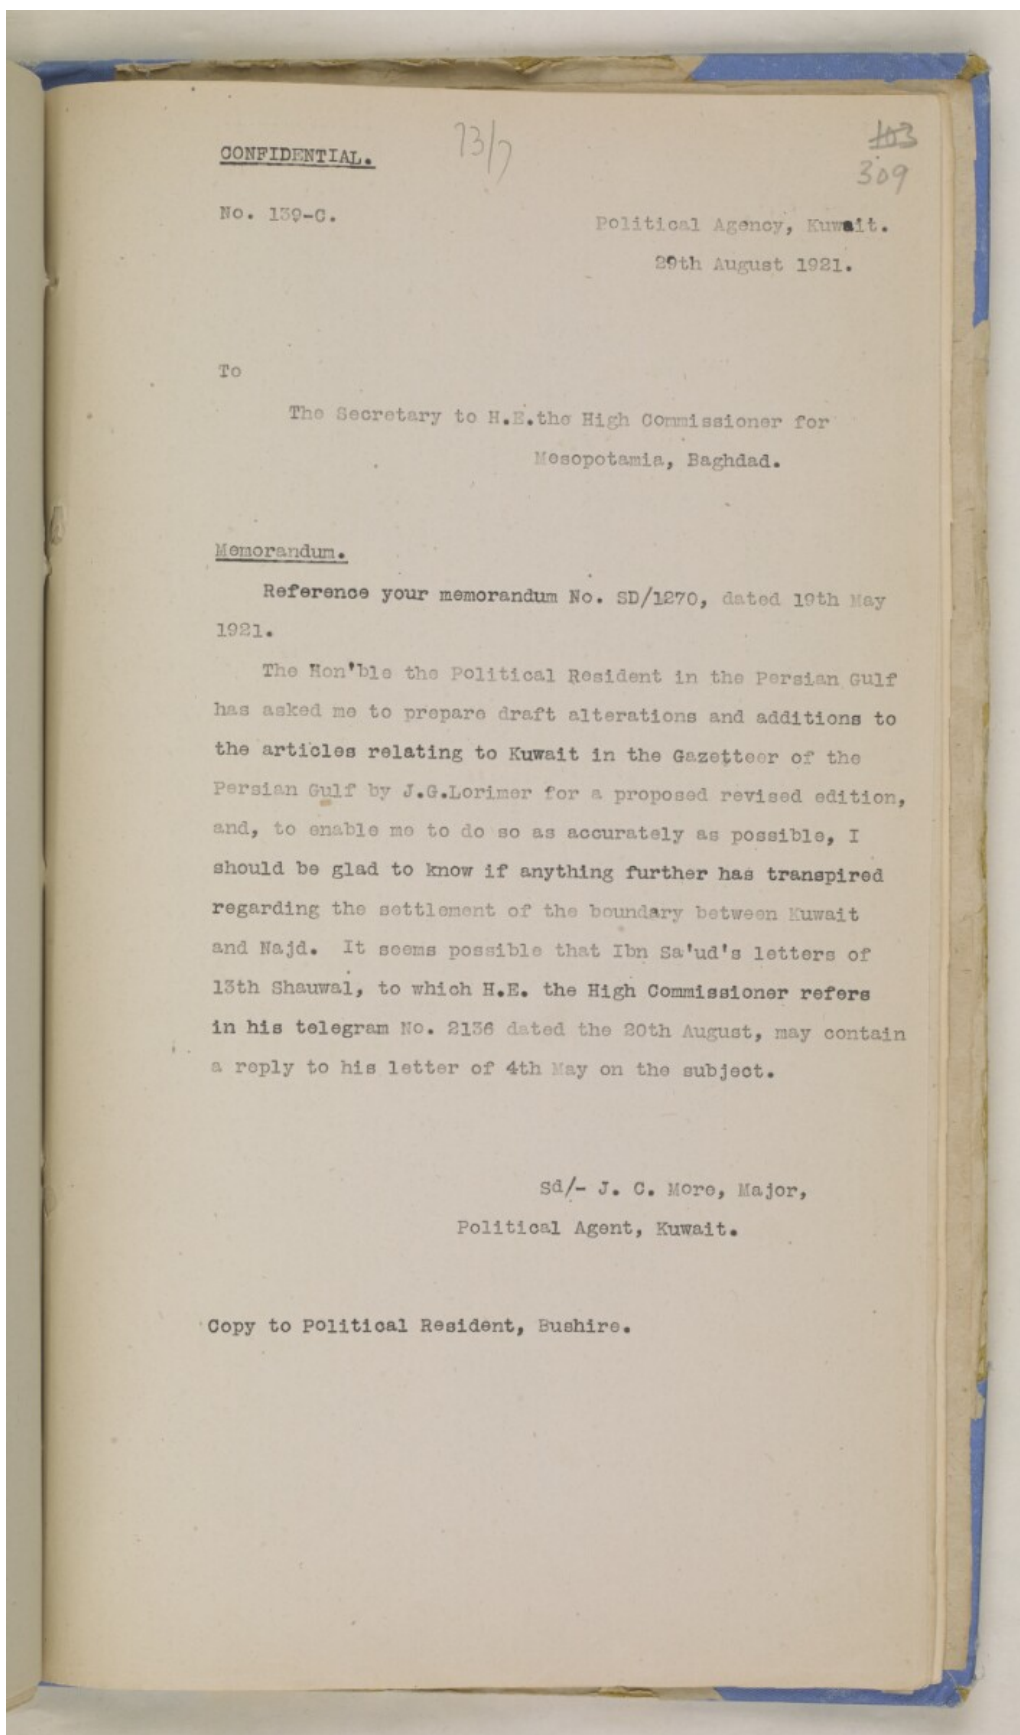 CONFIDENTIAL.
73/7
103
309
No. 139-C.
Political Agency, Kuwait.
29th August 1921.
To
The Secretary to H.E.the High Commissioner for
Mesopotamia, Baghdad.
Memorandum.
Reference your memorandum No. SD/1270, dated 19th May
1921.
The Hon'ble the Political Resident in the Persian Gulf
has asked me to prepare draft alterations and additions to
the articles relating to Kuwait in the Gazetteer of the
Persian Gulf by J.G.Lorimer for a proposed revised edition,
and, to enable me to do so as accurately as possible, I
should be glad to know if anything further has transpired
regarding the settlement of the boundary between Kuwait
and Najd. It seems possible that Ibn Sa'ud's letters of
13th Shauwal, to which H.E. the High Commissioner refers
in his telegram No. 2136 dated the 20th August, may contain
a reply to his letter of 4th May on the subject.
Sd/- J. C. More, Major,
Political Agent, Kuwait.
Copy to Political Resident, Bushire.